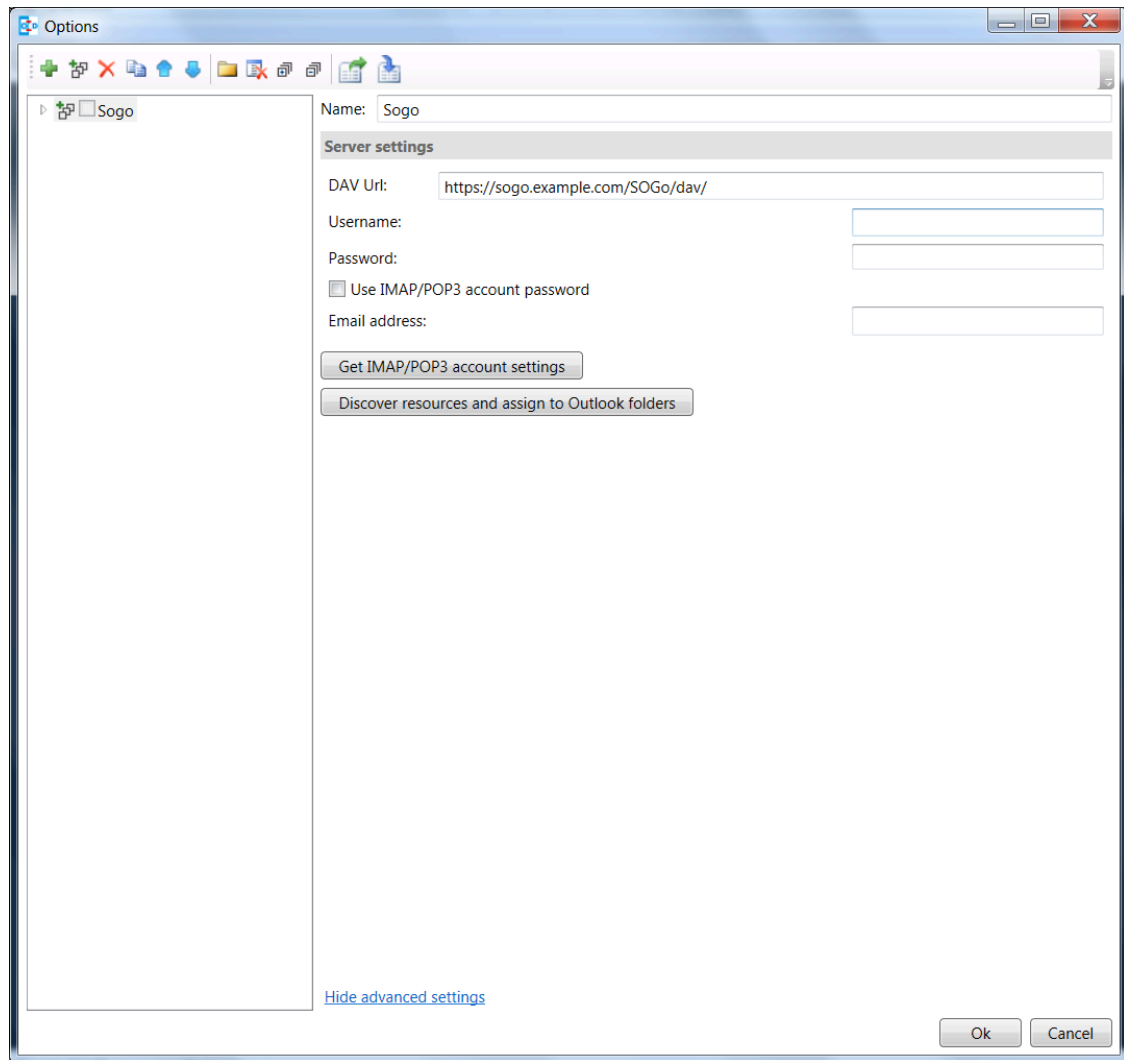 Options
Sogo
Name: Sogo
Server settings
DAV Url: https://sogo.example.com/SOGo/dav/
Username:
Password:
Use IMAP/POP3 account password
Email address:
Get IMAP/POP3 account settings
Discover resources and assign to Outlook folders
Hide advanced settings
Ok Cancel